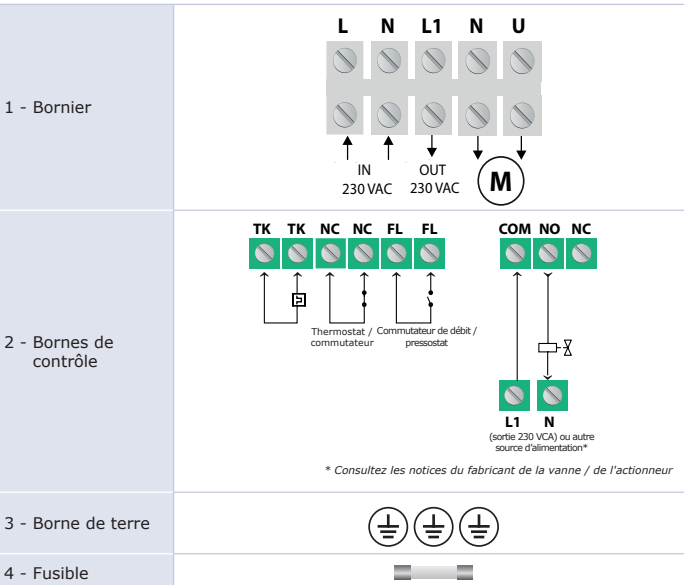 L N L1 N U
1 - Bornier
IN
230 VAC
OUT
230 VAC
M
TK TK NC NC FL FL
COM NO NC
Thermostat /
commutateur
Commutateur de débit /
pressostat
2 - Bornes de
contrôle
L1 N
(sortie 230 VCA) ou autre
source d'alimentation*
* Consultez les notices du fabricant de la vanne / de l'actionneur
3 - Borne de terre
4 - Fusible